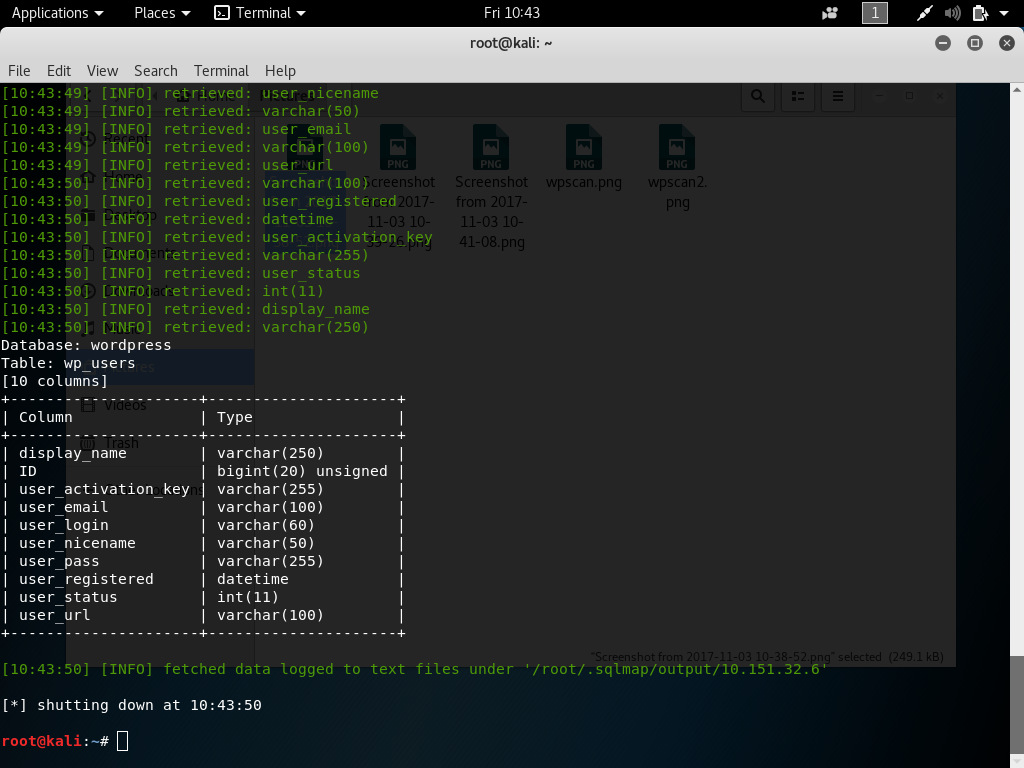 Applications Places Terminal Fri 10:43 1
root@kali: ~
File Edit View Search Terminal Help
[10:43:49] [INFO] retrieved: user_nicename
[10:43:49] [INFO] retrieved: varchar(50)
[10:43:49] [INFO] retrieved: user_email
[10:43:49] [INFO] retrieved: varchar(100)
[10:43:49] [INFO] retrieved: user_url
[10:43:50] [INFO] retrieved: varchar(100)
[10:43:50] [INFO] retrieved: user_registered
[10:43:50] [INFO] retrieved: datetime
[10:43:50] [INFO] retrieved: user_activation_key
[10:43:50] [INFO] retrieved: varchar(255)
[10:43:50] [INFO] retrieved: user_status
[10:43:50] [INFO] retrieved: int(11)
[10:43:50] [INFO] retrieved: display_name
[10:43:50] [INFO] retrieved: varchar(250)
Database: wordpress
Table: wp_users
[10 columns]
+---------------------+---------------------+
| Column | Type |
+---------------------+---------------------+
| display_name | varchar(250) |
| ID | bigint(20) unsigned |
| user_activation_key | varchar(255) |
| user_email | varchar(100) |
| user_login | varchar(60) |
| user_nicename | varchar(50) |
| user_pass | varchar(255) |
| user_registered | datetime |
| user_status | int(11) |
| user_url | varchar(100) |
+---------------------+---------------------+
[10:43:50] [INFO] fetched data logged to text files under '/root/.sqlmap/output/10.151.32.6'
[*] shutting down at 10:43:50
root@kali:~#
PNG PNG PNG PNG
Screenshot Screenshot wpscan.png wpscan2.
from 2017- from 2017- png
11-03 10- 11-03 10-
41-08.png
Videos
Trash
"Screenshot from 2017-11-03 10-38-52.png" selected (249.1 kB)